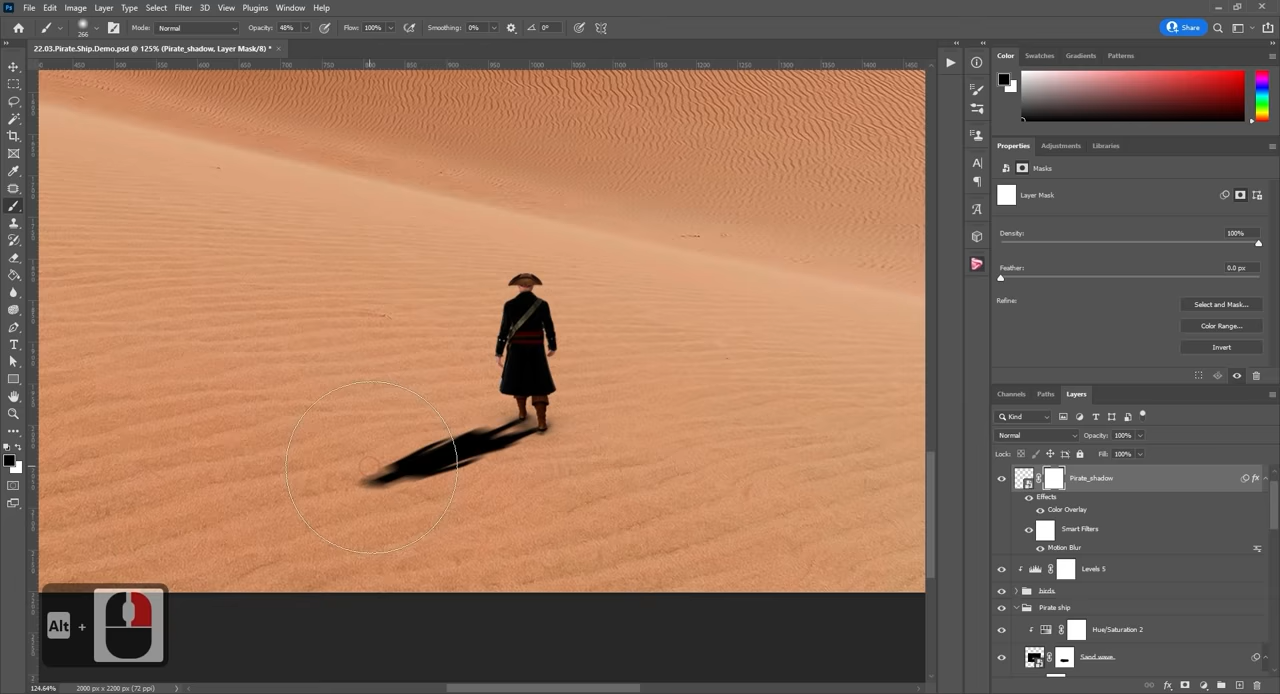 Ps File Edit Image Layer Type Select Filter 3D View Plugins Window Help
266 Mode: Normal Opacity: 48% Flow: 100% Smoothing: 0% 0° Share
22.03.Pirate.Ship.Demo.psd @ 125% (Pirate_shadow, Layer Mask/8) * ×
Color Swatches Gradients Patterns
Properties Adjustments Libraries
Masks
Layer Mask
Density: 100%
Feather: 0.0 px
Refine:
Select and Mask...
Color Range...
Invert
Channels Paths Layers
Kind
Normal Opacity: 100%
Lock: Fill: 100%
Pirate_shadow fx
Effects
Color Overlay
Smart Filters
Motion Blur
Levels 5
birds
Pirate ship
Hue/Saturation 2
Sand wave
Alt +
124.64% 2000 px x 2200 px (72 ppi)